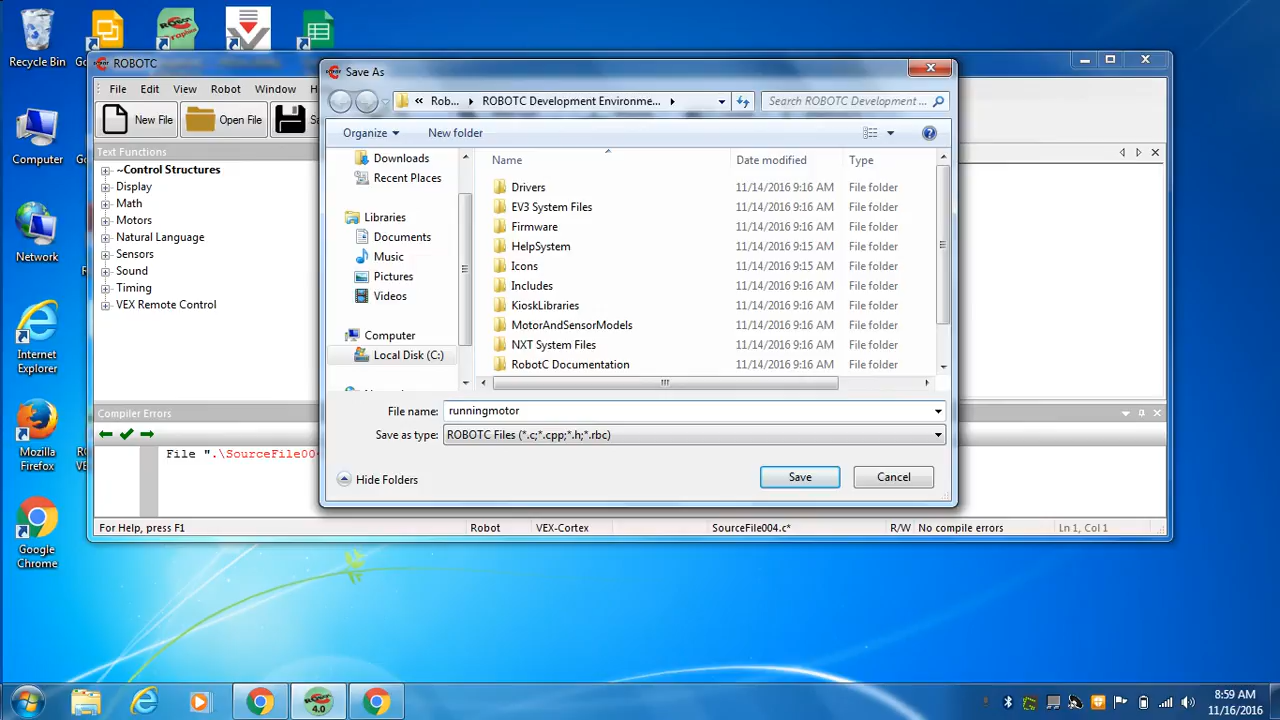 Recycle Bin
Computer
Network
Internet
Explorer
Mozilla
Firefox
Google
Chrome
ROBOTC
File Edit View Robot Window
New File
Open File
Text Functions
~Control Structures
Display
Math
Motors
Natural Language
Sensors
Sound
Timing
VEX Remote Control
Compiler Errors
File ".\SourceFile004
For Help, press F1
Robot
VEX-Cortex
SourceFile004.c*
R/W
No compile errors
Ln 1, Col 1
Save As
« Rob... ROBOTC Development Environme...
Search ROBOTC Development ...
Organize
New folder
Downloads
Recent Places
Libraries
Documents
Music
Pictures
Videos
Computer
Local Disk (C:)
Name Date modified Type
Drivers 11/14/2016 9:16 AM File folder
EV3 System Files 11/14/2016 9:16 AM File folder
Firmware 11/14/2016 9:16 AM File folder
HelpSystem 11/14/2016 9:15 AM File folder
Icons 11/14/2016 9:15 AM File folder
Includes 11/14/2016 9:16 AM File folder
KioskLibraries 11/14/2016 9:16 AM File folder
MotorAndSensorModels 11/14/2016 9:16 AM File folder
NXT System Files 11/14/2016 9:16 AM File folder
RobotC Documentation 11/14/2016 9:16 AM File folder
File name: runningmotor
Save as type: ROBOTC Files (*.c;*.cpp;*.h;*.rbc)
Hide Folders
Save
Cancel
4.0
8:59 AM
11/16/2016